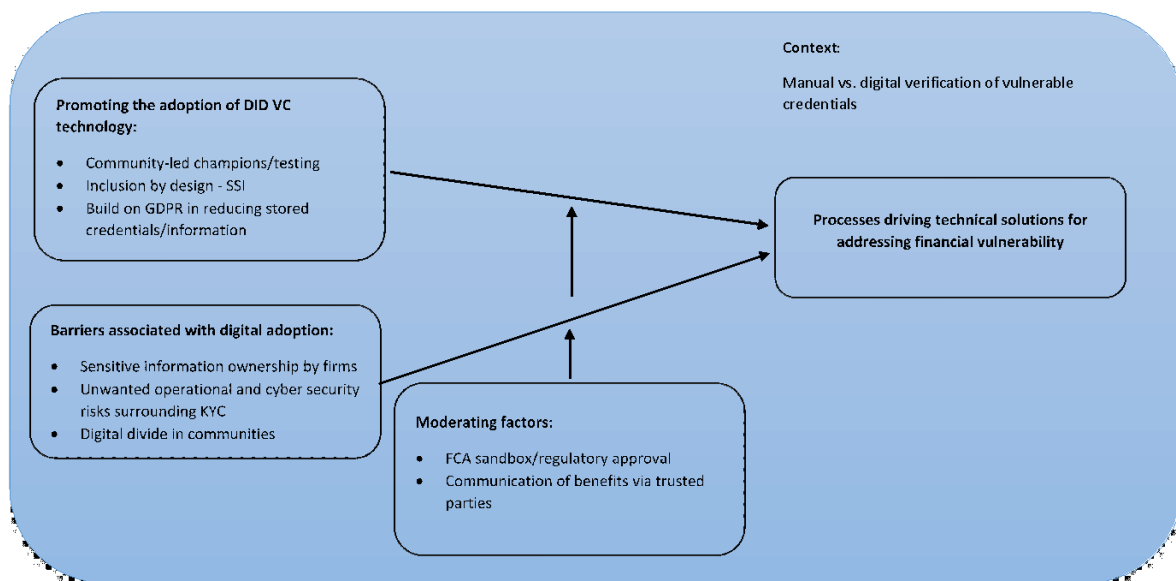 Context:
Manual vs. digital verification of vulnerable
credentials
Promoting the adoption of DID VC
technology:
• Community-led champions/testing
• Inclusion by design - SSI
• Build on GDPR in reducing stored
credentials/information
Processes driving technical solutions for
addressing financial vulnerability
Barriers associated with digital adoption:
• Sensitive information ownership by firms
• Unwanted operational and cyber security
risks surrounding KYC
• Digital divide in communities
Moderating factors:
• FCA sandbox/regulatory approval
• Communication of benefits via trusted
parties